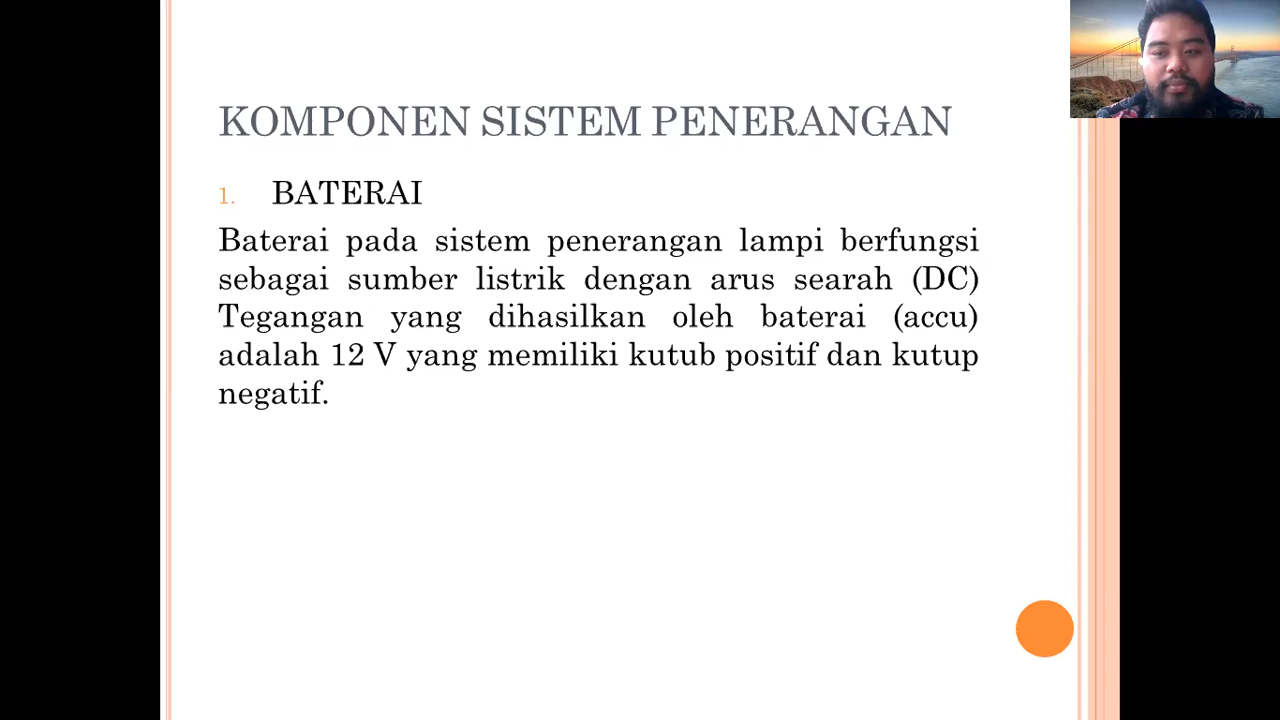 KOMPONEN SISTEM PENERANGAN
1. BATERAI
Baterai pada sistem penerangan lampi berfungsi
sebagai sumber listrik dengan arus searah (DC)
Tegangan yang dihasilkan oleh baterai (accu)
adalah 12 V yang memiliki kutub positif dan kutup
negatif.